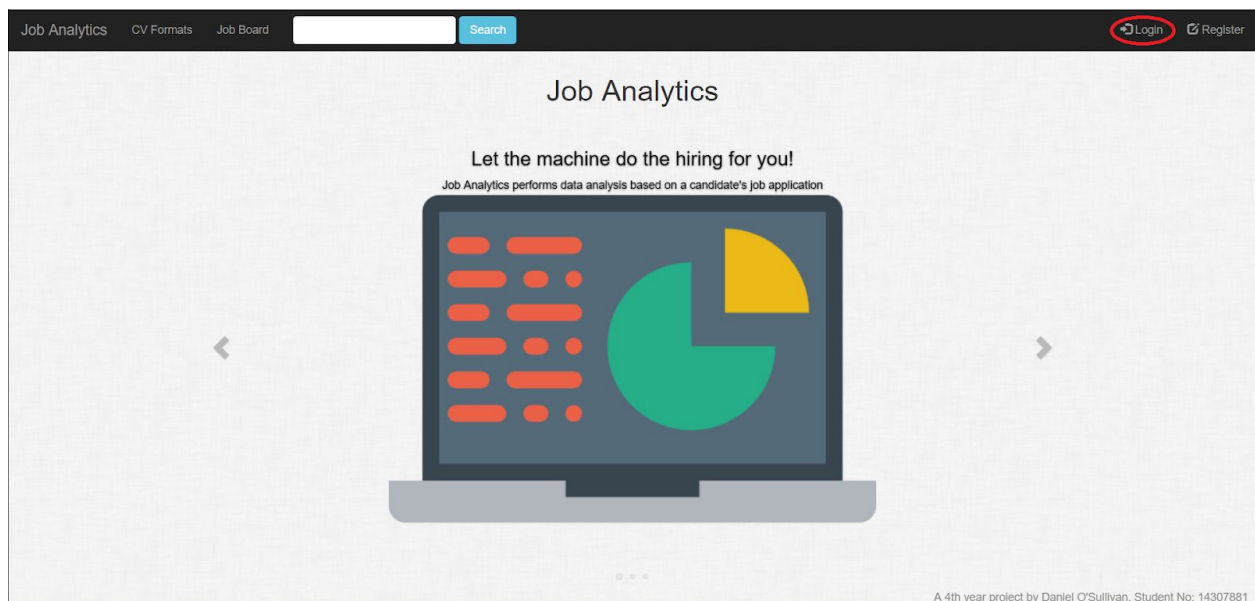 Job Analytics CV Formats Job Board Search Login Register
Job Analytics
Let the machine do the hiring for you!
Job Analytics performs data analysis based on a candidate's job application
A 4th year project by Daniel O'Sullivan. Student No: 14307881